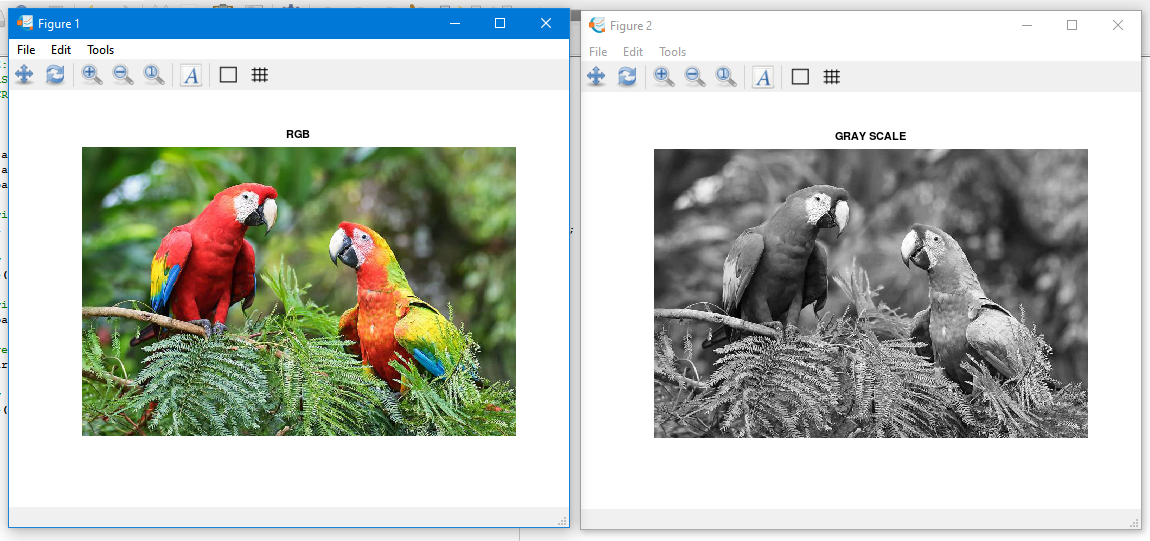 Figure 1
File Edit Tools
A
RGB
Figure 2
File Edit Tools
A
GRAY SCALE